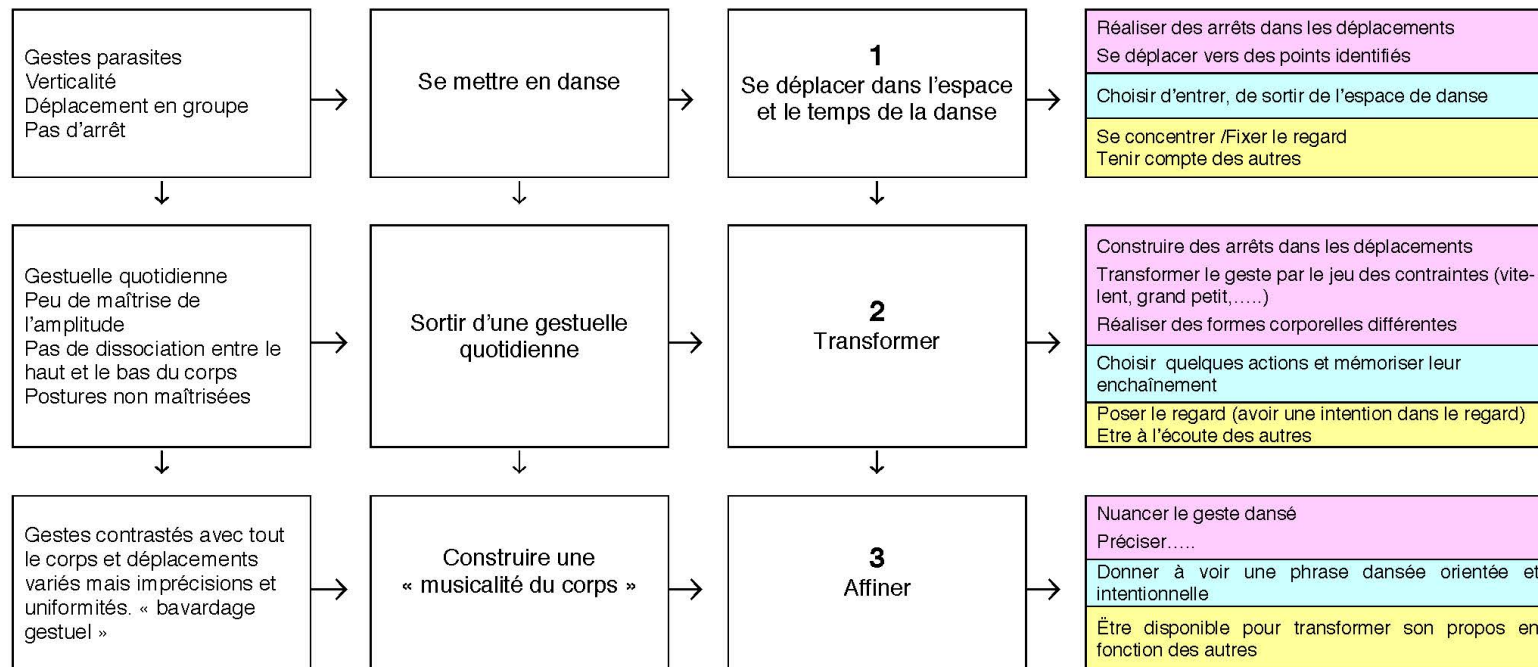 Gestes parasites
Verticalité
Déplacement en groupe
Pas d'arrêt
Se mettre en danse
1
Se déplacer dans l'espace
et le temps de la danse
Réaliser des arrêts dans les déplacements
Se déplacer vers des points identifiés
Choisir d'entrer, de sortir de l'espace de danse
Se concentrer /Fixer le regard
Tenir compte des autres
Gestuelle quotidienne
Peu de maîtrise de
l'amplitude
Pas de dissociation entre le
haut et le bas du corps
Postures non maîtrisées
Sortir d'une gestuelle
quotidienne
2
Transformer
Construire des arrêts dans les déplacements
Transformer le geste par le jeu des contraintes (vite-
lent, grand petit,.....)
Réaliser des formes corporelles différentes
Choisir quelques actions et mémoriser leur
enchaînement
Poser le regard (avoir une intention dans le regard)
Etre à l'écoute des autres
Gestes contrastés avec tout
le corps et déplacements
variés mais imprécisions et
uniformités. « bavardage
gestuel »
Construire une
« musicalité du corps »
3
Affiner
Nuancer le geste dansé
Préciser.....
Donner à voir une phrase dansée orientée et
intentionnelle
Ëtre disponible pour transformer son propos en
fonction des autres